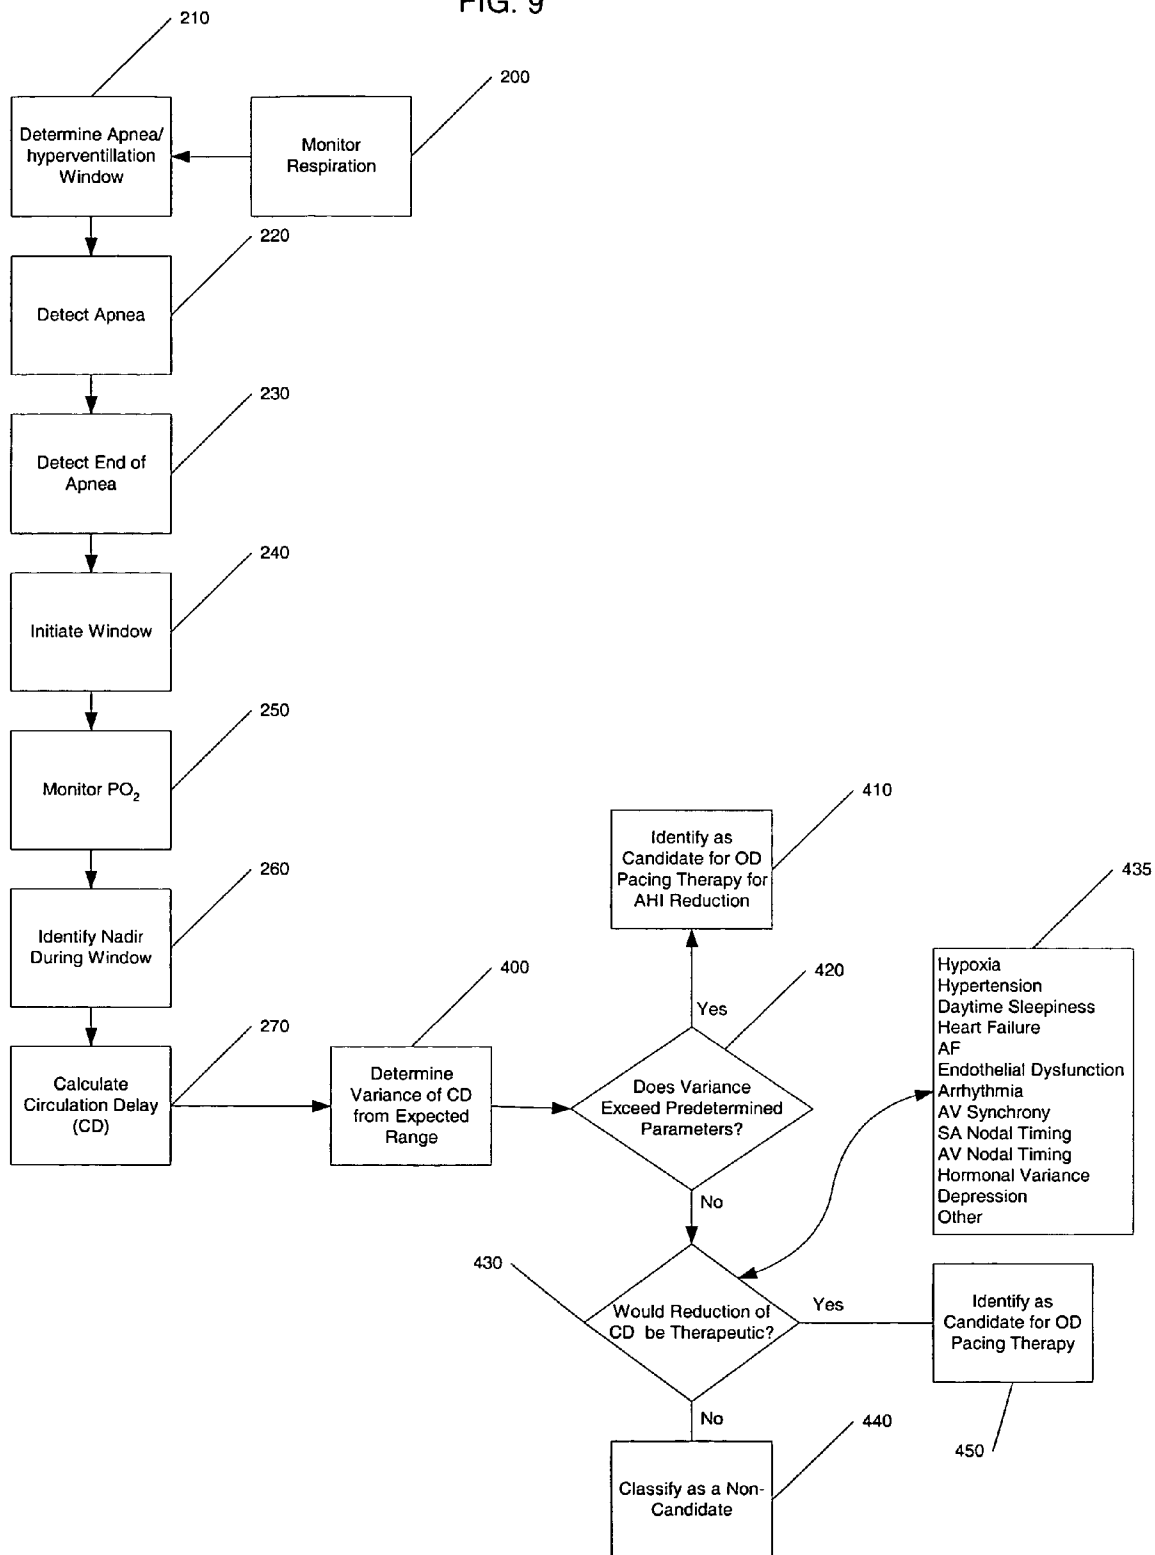 FIG. 9
210
200
Determine Apnea/
hyperventillation
Window
Monitor
Respiration
220
Detect Apnea
230
Detect End of
Apnea
240
Initiate Window
250
Monitor PO2
260
Identify Nadir
During Window
270
Calculate
Circulation Delay
(CD)
400
Determine
Variance of CD
from Expected
Range
410
Identify as
Candidate for OD
Pacing Therapy for
AHI Reduction
420
Yes
Does Variance
Exceed Predetermined
Parameters?
No
435
Hypoxia
Hypertension
Daytime Sleepiness
Heart Failure
AF
Endothelial Dysfunction
Arrhythmia
AV Synchrony
SA Nodal Timing
AV Nodal Timing
Hormonal Variance
Depression
Other
430
Would Reduction of
CD be Therapeutic?
Yes
Identify as
Candidate for OD
Pacing Therapy
450
No
440
Classify as a Non-
Candidate